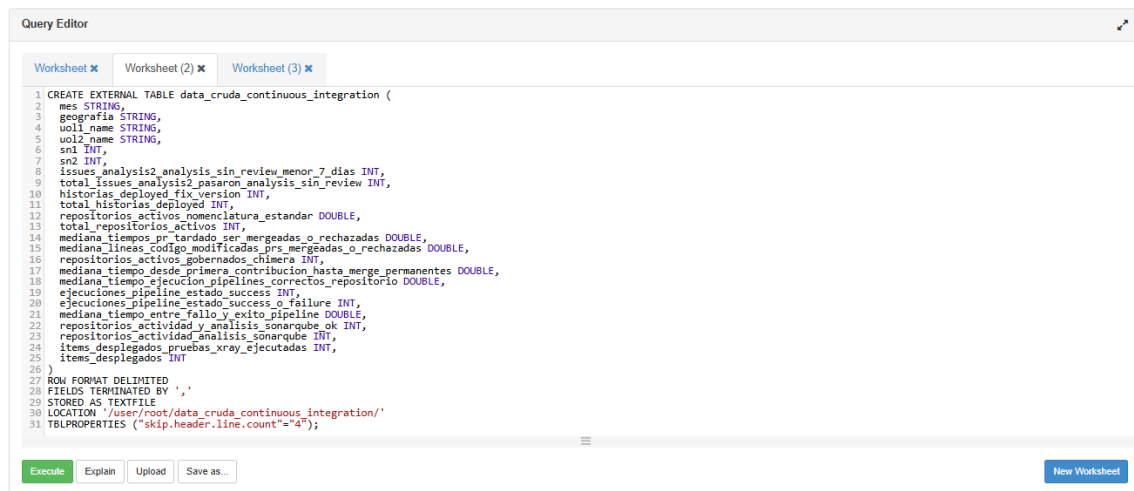 Query Editor
Worksheet ✖ Worksheet (2) ✖ Worksheet (3) ✖
1 CREATE EXTERNAL TABLE data_cruda_continuous_integration (
2 mes STRING,
3 geografia STRING,
4 uol1_name STRING,
5 uol2_name STRING,
6 sn1 INT,
7 sn2 INT,
8 issues_analysis2_analysis_sin_review_menor_7_dias INT,
9 total_issues_analysis2_pasaron_analysis_sin_review INT,
10 historias_deployed_fix_version INT,
11 total_historias_deployed INT,
12 repositorios_activos_nomenclatura_estandar DOUBLE,
13 total_repositorios_activos INT,
14 mediana_tiempos_pr_tardado_ser_mergeadas_o_rechazadas DOUBLE,
15 mediana_lineas_codigo_modificadas_prs_mergeadas_o_rechazadas DOUBLE,
16 repositorios_activos_gobernados_chimera INT,
17 mediana_tiempo_desde_primera_contribucion_hasta_merge_permanentes DOUBLE,
18 mediana_tiempo_ejecucion_pipelines_correctos_repositorio DOUBLE,
19 ejecuciones_pipeline_estado_success INT,
20 ejecuciones_pipeline_estado_success_o_failure INT,
21 mediana_tiempo_entre_fallo_y_exito_pipeline DOUBLE,
22 repositorios_actividad_y_analisis_sonarqube_ok INT,
23 repositorios_actividad_analisis_sonarqube INT,
24 items_desplegados_pruebas_xray_ejecutadas INT,
25 items_desplegados INT
26 )
27 ROW FORMAT DELIMITED
28 FIELDS TERMINATED BY ','
29 STORED AS TEXTFILE
30 LOCATION '/user/root/data_cruda_continuous_integration/'
31 TBLPROPERTIES ("skip.header.line.count"="4");
Execute Explain Upload Save as... New Worksheet